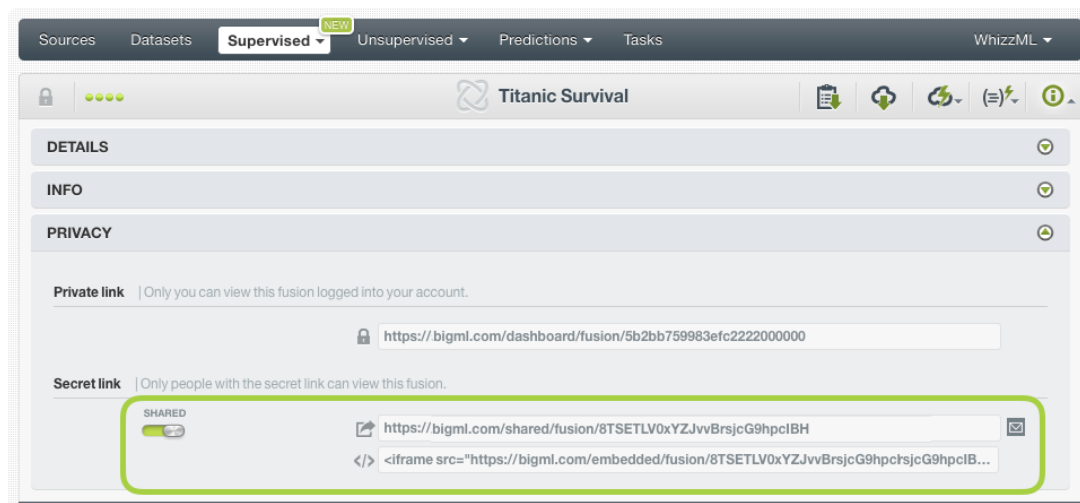 NEW
Sources Datasets Supervised Unsupervised Predictions Tasks WhizzML
Titanic Survival
DETAILS
INFO
PRIVACY
Private link | Only you can view this fusion logged into your account.
https://bigml.com/dashboard/fusion/5b2bb759983efc2222000000
Secret link | Only people with the secret link can view this fusion.
SHARED
https://bigml.com/shared/fusion/8TSETLV0xYZJvvBrsjcG9hpcIBH
</> <iframe src="https://bigml.com/embedded/fusion/8TSETLV0xYZJvvBrsjcG9hpcIrsjcG9hpcIB...